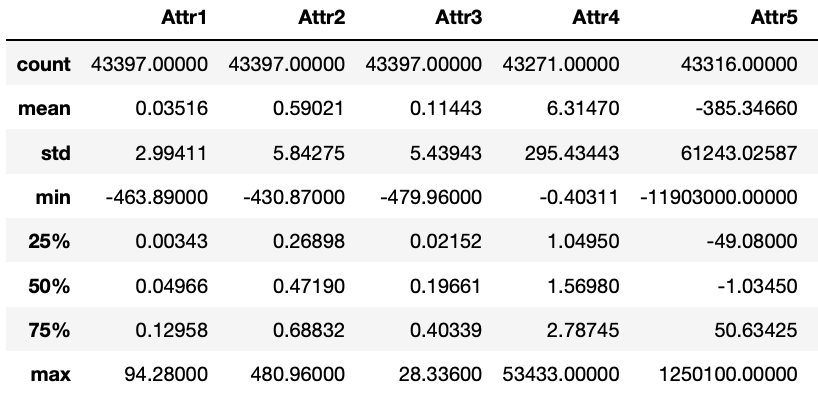 Attr1 Attr2 Attr3 Attr4 Attr5
count 43397.00000 43397.00000 43397.00000 43271.00000 43316.00000
mean 0.03516 0.59021 0.11443 6.31470 -385.34660
std 2.99411 5.84275 5.43943 295.43443 61243.02587
min -463.89000 -430.87000 -479.96000 -0.40311 -11903000.00000
25% 0.00343 0.26898 0.02152 1.04950 -49.08000
50% 0.04966 0.47190 0.19661 1.56980 -1.03450
75% 0.12958 0.68832 0.40339 2.78745 50.63425
max 94.28000 480.96000 28.33600 53433.00000 1250100.00000